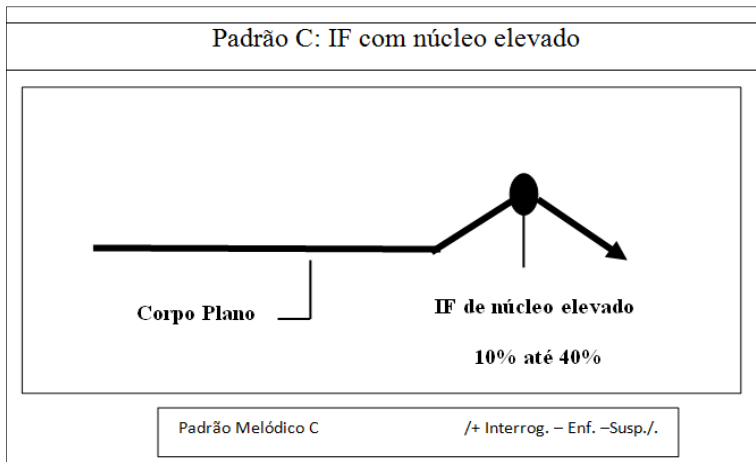 Padrão C: IF com núcleo elevado
Corpo Plano
IF de núcleo elevado
10% até 40%
Padrão Melódico C /+ Interrog. – Enf. –Susp./.